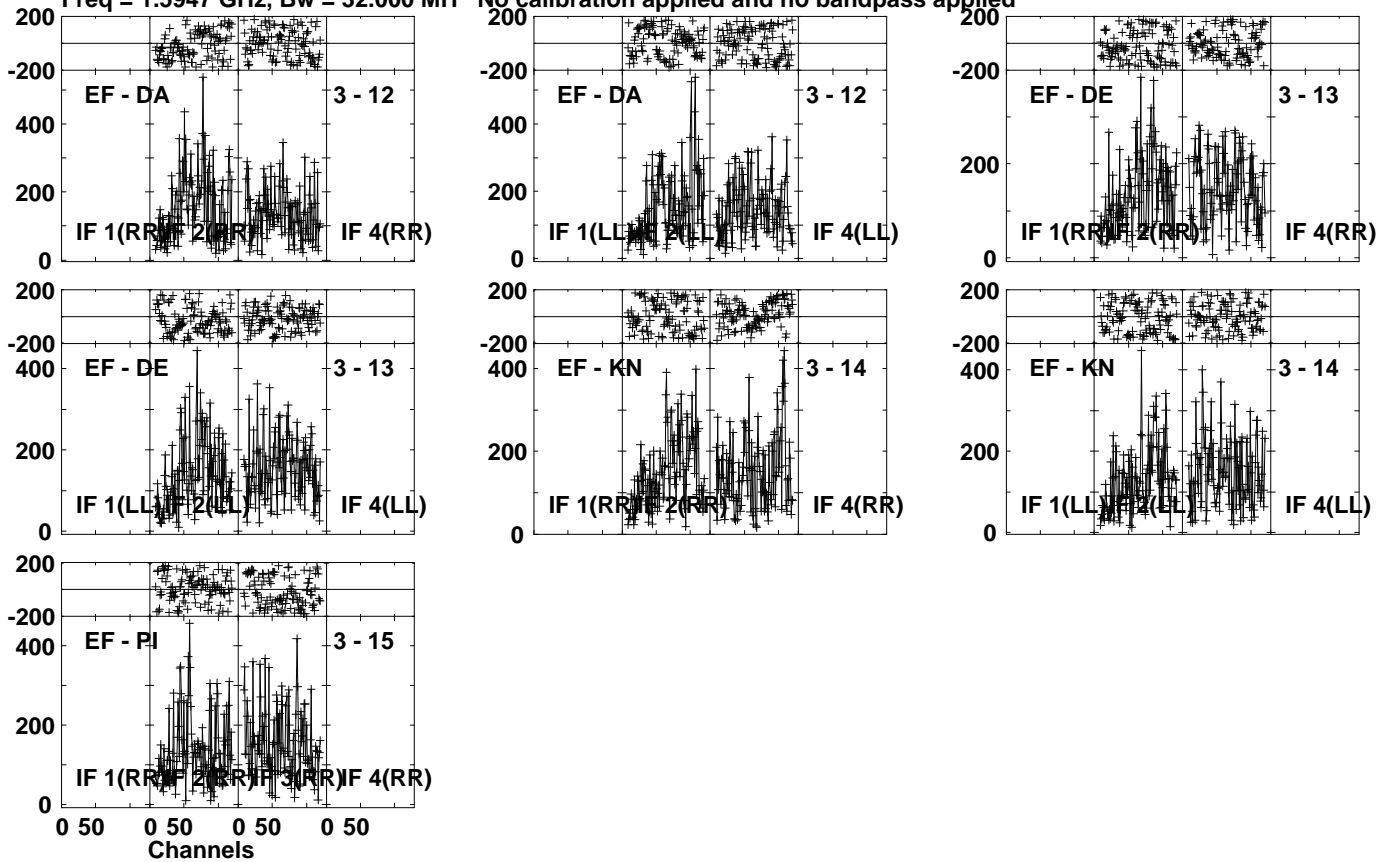 Freq = 1.5947 GHz, Bw = 32.000 MH No calibration applied and no bandpass applied
200
-200
EF - DA 3 - 12
400
200
0
IF 1(RR) IF 2(RR) IF 4(RR)
200
-200
EF - DA 3 - 12
400
200
0
IF 1(LL) IF 2(LL) IF 4(LL)
200
-200
EF - DE 3 - 13
400
200
0
IF 1(RR) IF 2(RR) IF 4(RR)
200
-200
EF - DE 3 - 13
400
200
0
IF 1(LL) IF 2(LL) IF 4(LL)
200
-200
EF - KN 3 - 14
400
200
0
IF 1(RR) IF 2(RR) IF 4(RR)
200
-200
EF - KN 3 - 14
400
200
0
IF 1(LL) IF 2(LL) IF 4(LL)
200
-200
EF - PI 3 - 15
400
200
0
IF 1(RR) IF 2(RR) IF 3(RR) IF 4(RR)
0 50 0 50 0 50 0 50
Channels